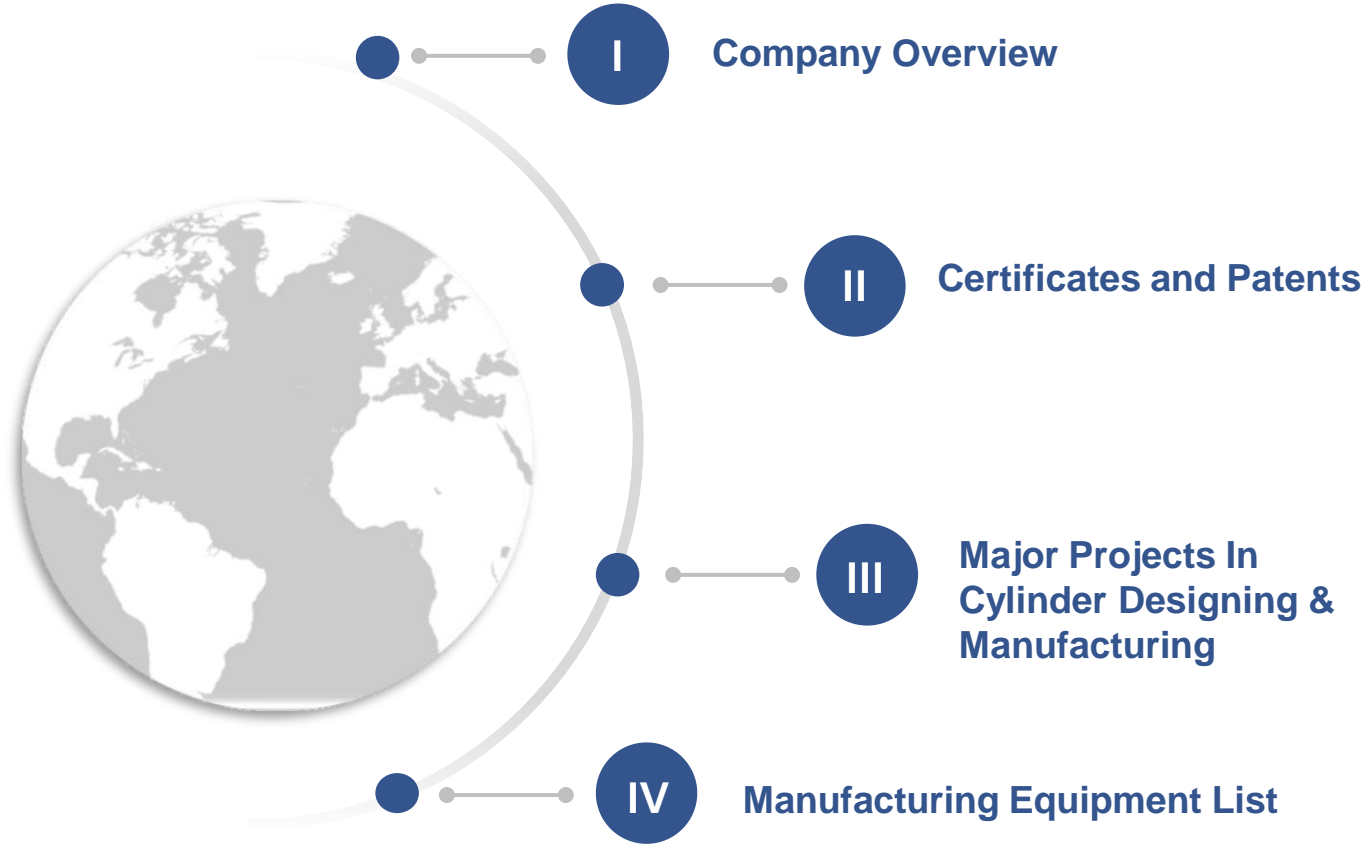 I
Company Overview
II
Certificates and Patents
III
Major Projects In
Cylinder Designing &
Manufacturing
IV
Manufacturing Equipment List